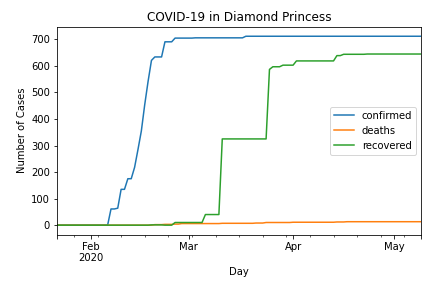 COVID-19 in Diamond Princess
Number of Cases
700
600
500
400
300
200
100
0
confirmed
deaths
recovered
Feb
2020
Mar
Apr
May
Day